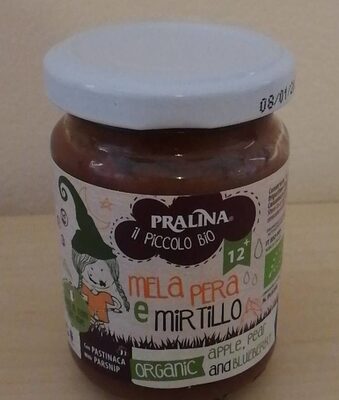 08/01/
PRALINA®
iL PiCCOLO BiO
12+
MELA PERA
e MiRTiLLO
CON PASTINACA
WITH PARSNIP
ORGANIC
APPLE, PEAR
AND BLUEBERRY